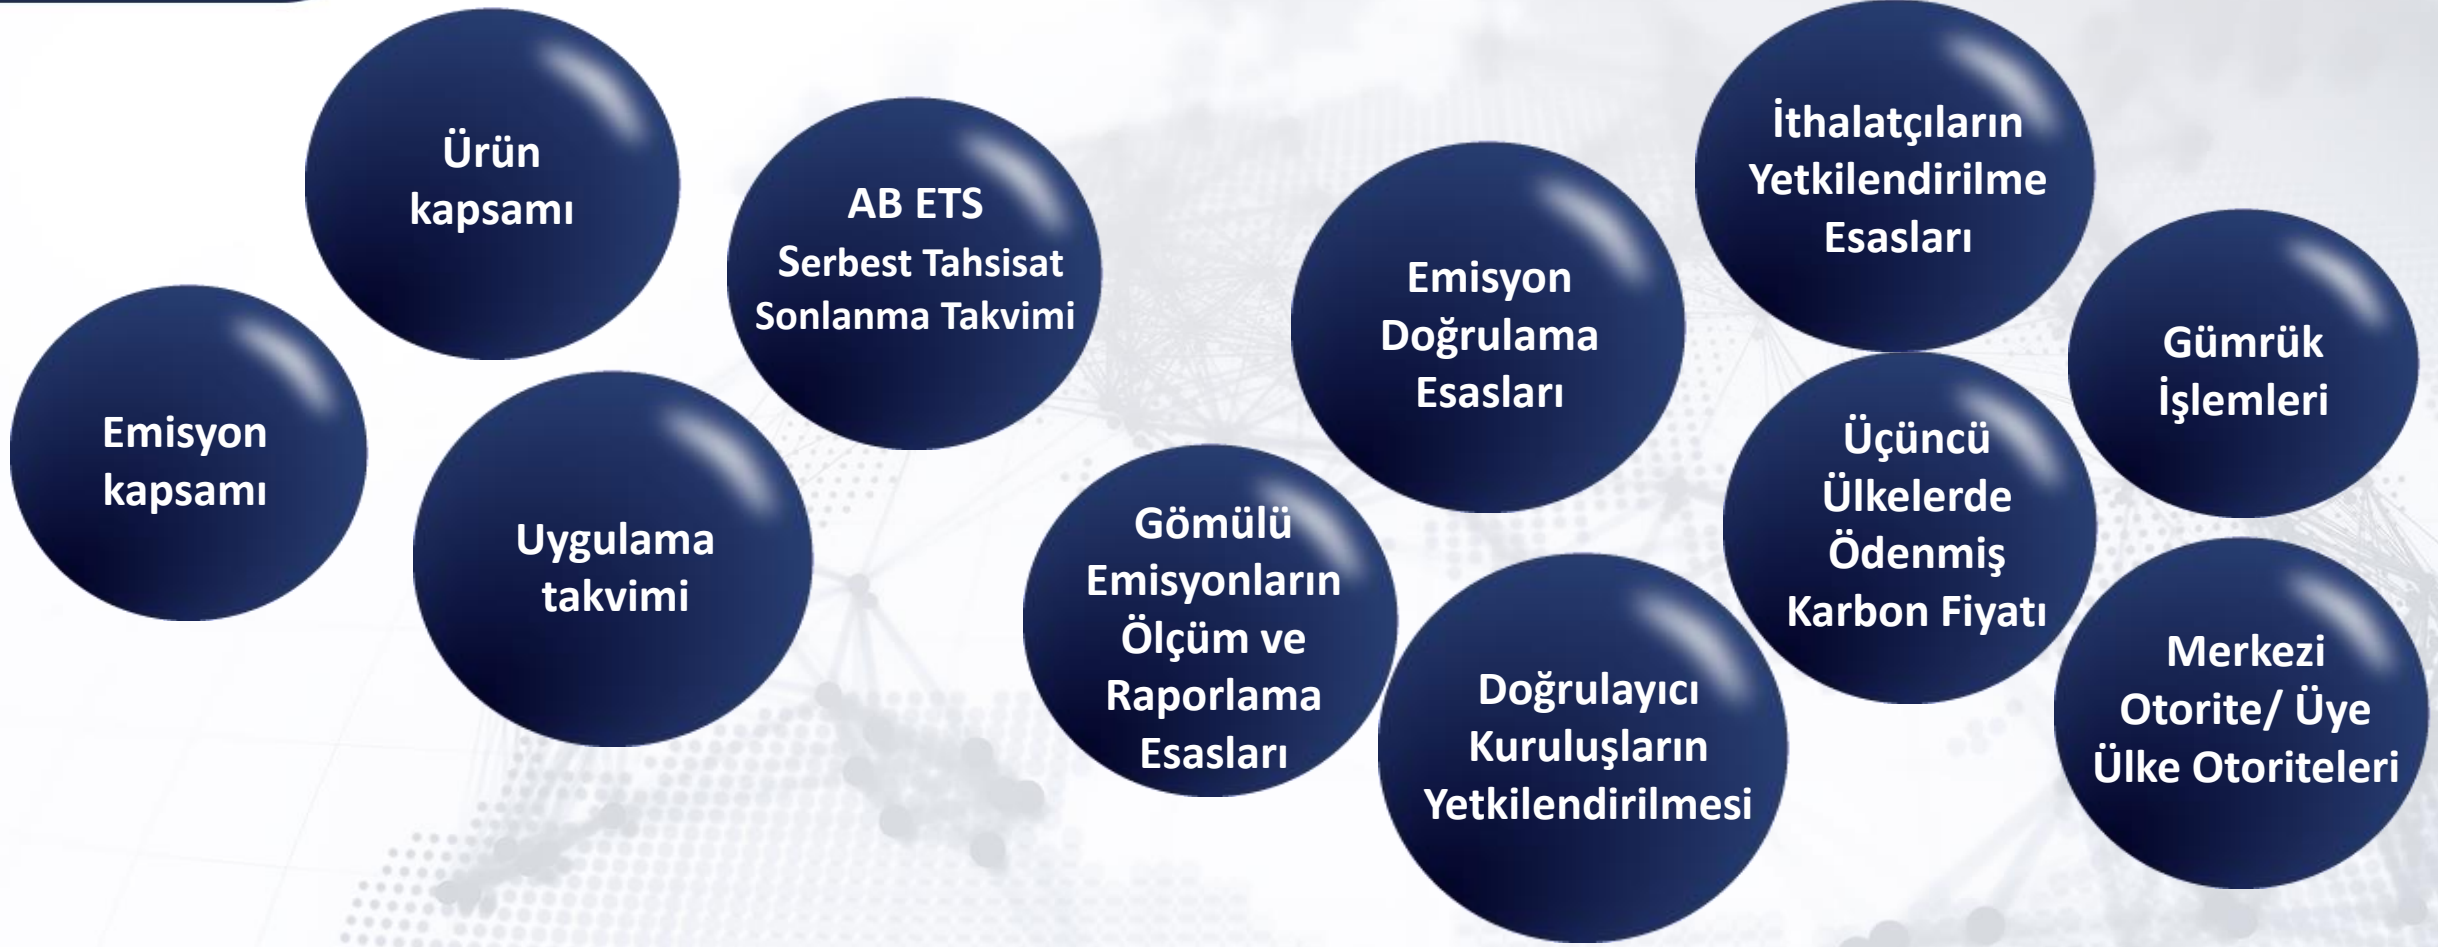 Ürün
kapsamı
AB ETS
Serbest Tahsisat
Sonlanma Takvimi
Emisyon
kapsamı
Uygulama
takvimi
Emisyon
Doğrulama
Esasları
İthalatçıların
Yetkilendirilme
Esasları
Gümrük
İşlemleri
Gömülü
Emisyonların
Ölçüm ve
Raporlama
Esasları
Üçüncü
Ülkelerde
Ödenmiş
Karbon Fiyatı
Doğrulayıcı
Kuruluşların
Yetkilendirilmesi
Merkezi
Otorite/ Üye
Ülke Otoriteleri